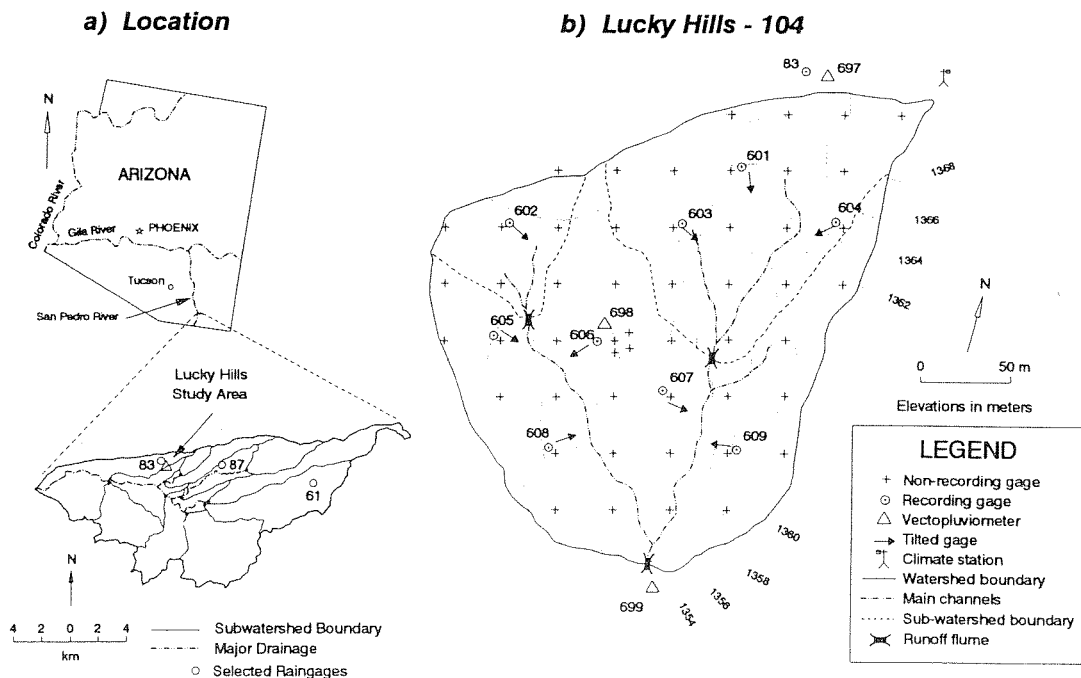 a) Location
N
ARIZONA
Colorado River
Gila River
PHOENIX
Tucson
San Pedro River
Lucky Hills
Study Area
83
87
61
N
4 2 0 2 4
km
Subwatershed Boundary
Major Drainage
Selected Raingages
b) Lucky Hills - 104
83
697
601
602
603
604
605
698
606
607
608
609
699
1368
1366
1364
1362
1360
1358
1356
1354
N
0 50 m
Elevations in meters
LEGEND
Non-recording gage
Recording gage
Vectopluviometer
Tilted gage
Climate station
Watershed boundary
Main channels
Sub-watershed boundary
Runoff flume